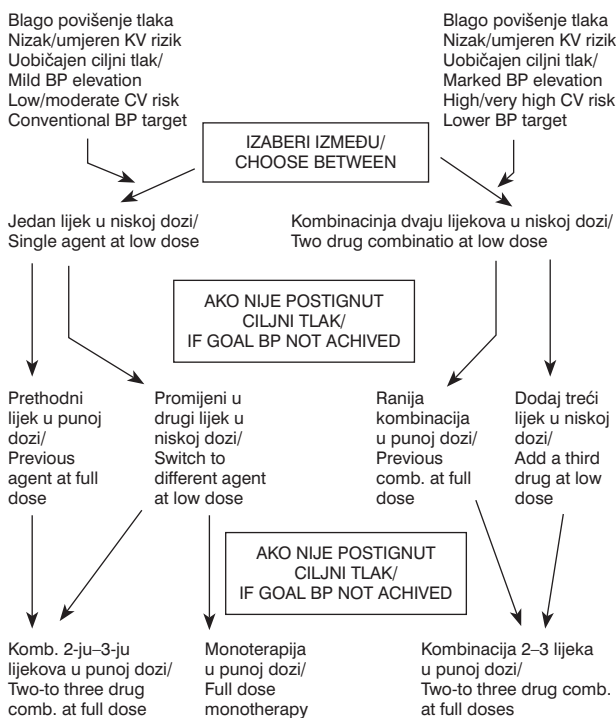 Blago povišenje tlaka
Nizak/umjeren KV rizik
Uobičajen ciljni tlak/
Mild BP elevation
Low/moderate CV risk
Conventional BP target
Blago povišenje tlaka
Nizak/umjeren KV rizik
Uobičajen ciljni tlak/
Marked BP elevation
High/very high CV risk
Lower BP target
IZABERI IZMEĐU/
CHOOSE BETWEEN
Jedan lijek u niskoj dozi/
Single agent at low dose
Kombinacinja dvaju lijekova u niskoj dozi/
Two drug combinatio at low dose
AKO NIJE POSTIGNUT
CILJNI TLAK/
IF GOAL BP NOT ACHIVED
Prethodni
lijek u punoj
dozi/
Previous
agent at full
dose
Promijeni u
drugi lijek u
niskoj dozi/
Switch to
different agent
at low dose
Ranija
kombinacija
u punoj dozi/
Previous
comb. at full
dose
Dodaj treći
lijek u niskoj
dozi/
Add a third
drug at low
dose
AKO NIJE POSTIGNUT
CILJNI TLAK/
IF GOAL BP NOT ACHIVED
Komb. 2-ju–3-ju
lijekova u punoj dozi/
Two-to three drug
comb. at full dose
Monoterapija
u punoj dozi/
Full dose
monotherapy
Kombinacija 2–3 lijeka
u punoj dozi/
Two-to three drug comb.
at full doses